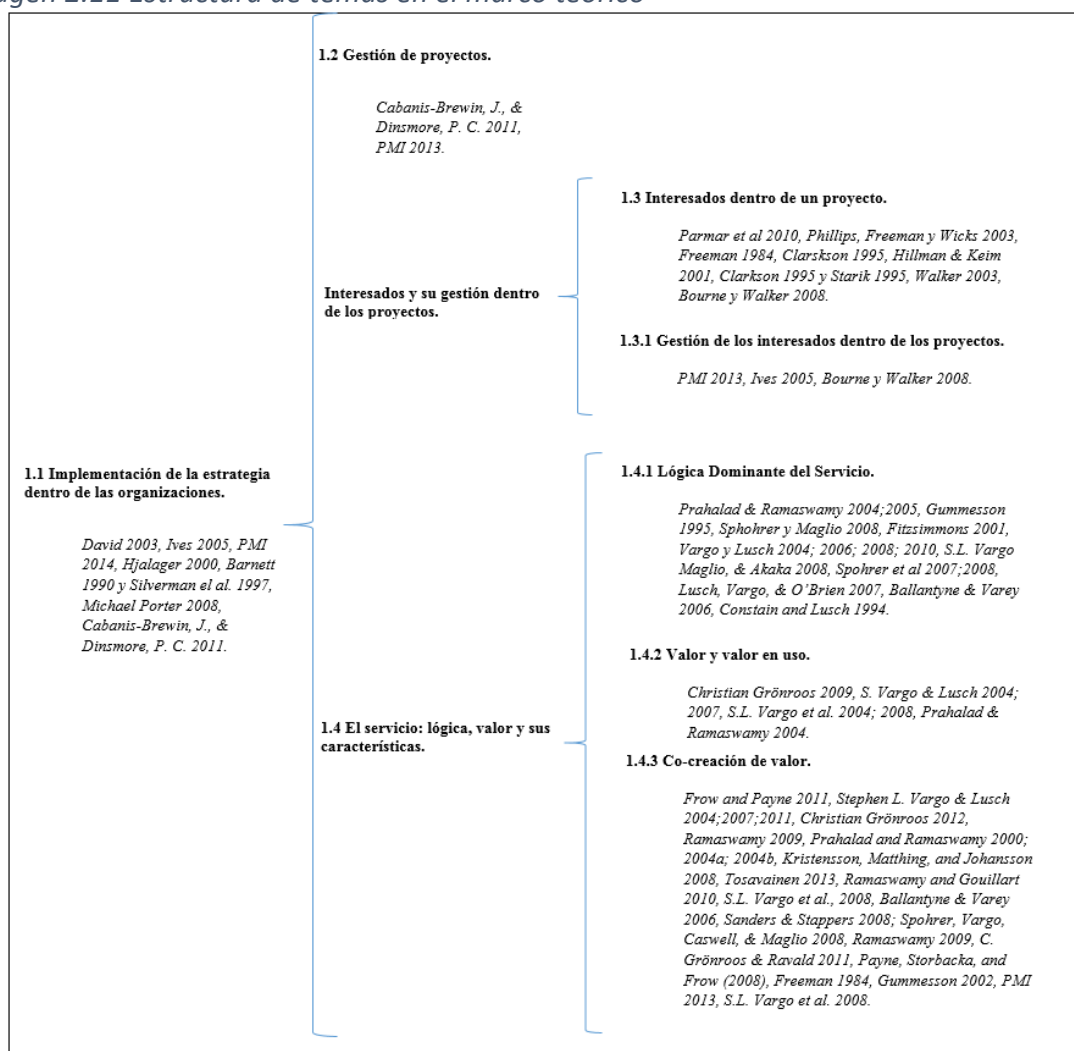 Estructura de temas en el marco teórico
1.2 Gestión de proyectos.
Cabanis-Brewin, J., &
Dinsmore, P. C. 2011,
PMI 2013.
1.3 Interesados dentro de un proyecto.
Parmar et al 2010, Phillips, Freeman y Wicks 2003,
Freeman 1984, Clarskson 1995, Hillman & Keim
2001, Clarkson 1995 y Starik 1995, Walker 2003,
Bourne y Walker 2008.
Interesados y su gestión dentro
de los proyectos.
1.3.1 Gestión de los interesados dentro de los proyectos.
PMI 2013, Ives 2005, Bourne y Walker 2008.
1.1 Implementación de la estrategia
dentro de las organizaciones.
David 2003, Ives 2005, PMI
2014, Hjalager 2000, Barnett
1990 y Silverman el al. 1997,
Michael Porter 2008,
Cabanis-Brewin, J., &
Dinsmore, P. C. 2011.
1.4.1 Lógica Dominante del Servicio.
Prahalad & Ramaswamy 2004;2005, Gummesson
1995, Sphohrer y Maglio 2008, Fitzsimmons 2001,
Vargo y Lusch 2004; 2006; 2008; 2010, S.L. Vargo
Maglio, & Akaka 2008, Spohrer et al 2007;2008,
Lusch, Vargo, & O'Brien 2007, Ballantyne & Varey
2006, Constain and Lusch 1994.
1.4.2 Valor y valor en uso.
Christian Grönroos 2009, S. Vargo & Lusch 2004;
2007, S.L. Vargo et al. 2004; 2008, Prahalad &
Ramaswamy 2004.
1.4 El servicio: lógica, valor y sus
características.
1.4.3 Co-creación de valor.
Frow and Payne 2011, Stephen L. Vargo & Lusch
2004;2007;2011, Christian Grönroos 2012,
Ramaswamy 2009, Prahalad and Ramaswamy 2000;
2004a; 2004b, Kristensson, Matthing, and Johansson
2008, Tosavainen 2013, Ramaswamy and Gouillart
2010, S.L. Vargo et al., 2008, Ballantyne & Varey
2006, Sanders & Stappers 2008; Spohrer, Vargo,
Caswell, & Maglio 2008, Ramaswamy 2009, C.
Grönroos & Ravald 2011, Payne, Storbacka, and
Frow (2008), Freeman 1984, Gummesson 2002, PMI
2013, S.L. Vargo et al. 2008.